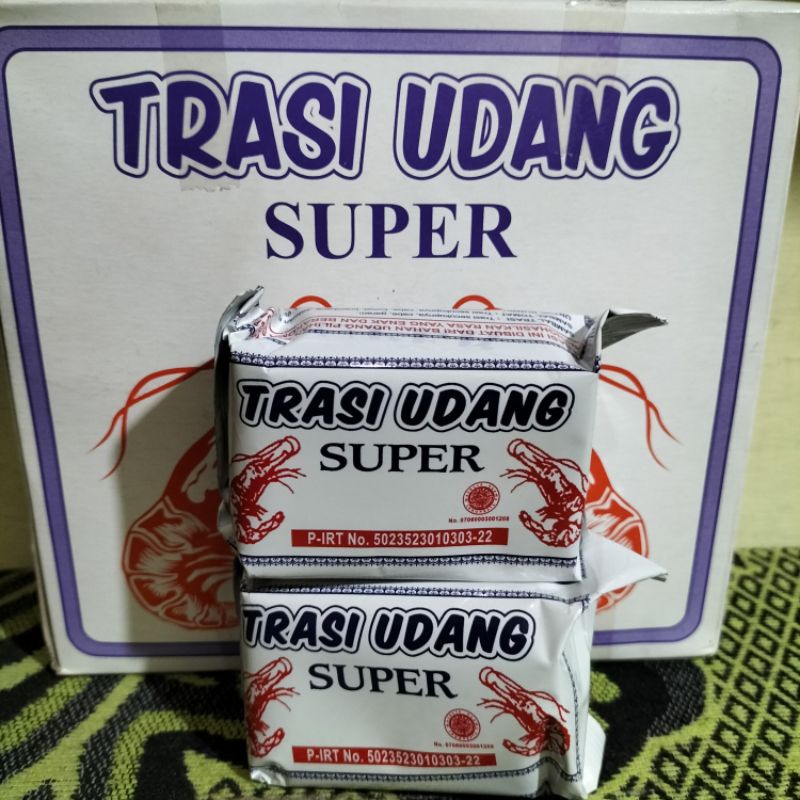 TRASI UDANG
SUPER
TRASI UDANG
SUPER
P-IRT No. 5023523010303-22
TRASI UDANG
SUPER
P-IRT No. 5023523010303-22